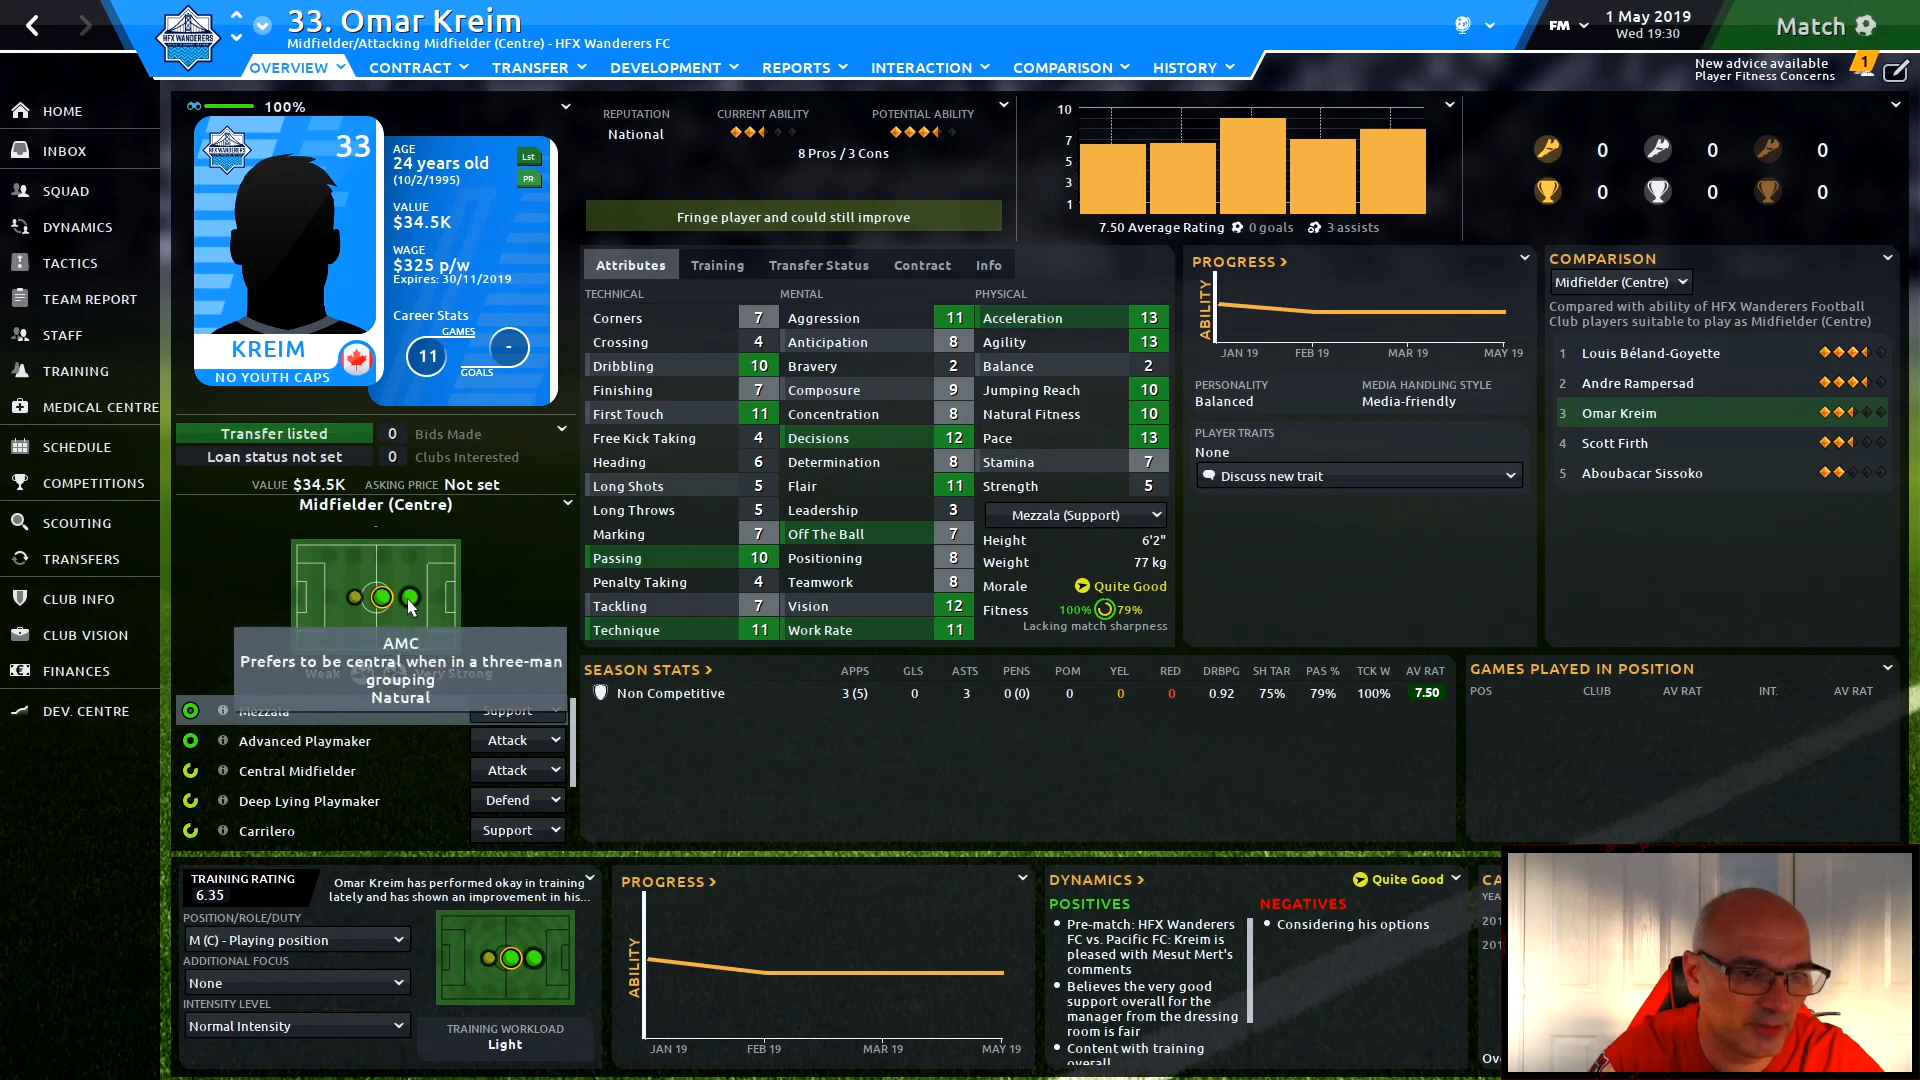 33. Omar Kreim
Midfielder/Attacking Midfielder (Centre) - HFX Wanderers FC
FM
1 May 2019
Wed 19:30
Match
OVERVIEW
CONTRACT
TRANSFER
DEVELOPMENT
REPORTS
INTERACTION
COMPARISON
HISTORY
New advice available
Player Fitness Concerns
1
HOME
INBOX
SQUAD
DYNAMICS
TACTICS
TEAM REPORT
STAFF
TRAINING
MEDICAL CENTRE
SCHEDULE
COMPETITIONS
SCOUTING
TRANSFERS
CLUB INFO
CLUB VISION
FINANCES
DEV. CENTRE
100%
HFX WANDERERS
33
KREIM
NO YOUTH CAPS
AGE
24 years old
(10/2/1995)
Lst
PR
VALUE
$34.5K
WAGE
$325 p/w
Expires: 30/11/2019
Career Stats
GAMES
11
-
GOALS
Transfer listed
0 Bids Made
Loan status not set
0 Clubs Interested
VALUE $34.5K ASKING PRICE Not set
Midfielder (Centre)
-
AMC
Prefers to be central when in a three-man
grouping
Natural
Weak
Very Strong
Mezzala Support
Advanced Playmaker Attack
Central Midfielder Attack
Deep Lying Playmaker Defend
Carrilero Support
REPUTATION
National
CURRENT ABILITY
POTENTIAL ABILITY
8 Pros / 3 Cons
Fringe player and could still improve
10
7
5
3
1
7.50 Average Rating 0 goals 3 assists
0 0 0
0 0 0
Attributes Training Transfer Status Contract Info
TECHNICAL
Corners 7
Crossing 4
Dribbling 10
Finishing 7
First Touch 11
Free Kick Taking 4
Heading 6
Long Shots 5
Long Throws 5
Marking 7
Passing 10
Penalty Taking 4
Tackling 7
Technique 11
MENTAL
Aggression 11
Anticipation 8
Bravery 2
Composure 9
Concentration 8
Decisions 12
Determination 8
Flair 11
Leadership 3
Off The Ball 7
Positioning 8
Teamwork 8
Vision 12
Work Rate 11
PHYSICAL
Acceleration 13
Agility 13
Balance 2
Jumping Reach 10
Natural Fitness 10
Pace 13
Stamina 7
Strength 5
Mezzala (Support)
Height 6'2"
Weight 77 kg
Morale Quite Good
Fitness 100% 79%
Lacking match sharpness
PROGRESS >
ABILITY
JAN 19 FEB 19 MAR 19 MAY 19
PERSONALITY
Balanced
MEDIA HANDLING STYLE
Media-friendly
PLAYER TRAITS
None
Discuss new trait
COMPARISON
Midfielder (Centre)
Compared with ability of HFX Wanderers Football
Club players suitable to play as Midfielder (Centre)
1 Louis Béland-Goyette
2 Andre Rampersad
3 Omar Kreim
4 Scott Firth
5 Aboubacar Sissoko
SEASON STATS > APPS GLS ASTS PENS POM YEL RED DRBPG SH TAR PAS % TCK W AV RAT
Non Competitive 3 (5) 0 3 0 (0) 0 0 0 0.92 75% 79% 100% 7.50
GAMES PLAYED IN POSITION
POS CLUB AV RAT INT. AV RAT
TRAINING RATING
6.35
Omar Kreim has performed okay in training
lately and has shown an improvement in his...
POSITION/ROLE/DUTY
M (C) - Playing position
ADDITIONAL FOCUS
None
INTENSITY LEVEL
Normal Intensity
TRAINING WORKLOAD
Light
PROGRESS >
ABILITY
JAN 19 FEB 19 MAR 19 MAY 19
DYNAMICS >
Quite Good
POSITIVES
Pre-match: HFX Wanderers
FC vs. Pacific FC: Kreim is
pleased with Mesut Mert's
comments
Believes the very good
support overall for the
manager from the dressing
room is fair
Content with training
overall
NEGATIVES
Considering his options